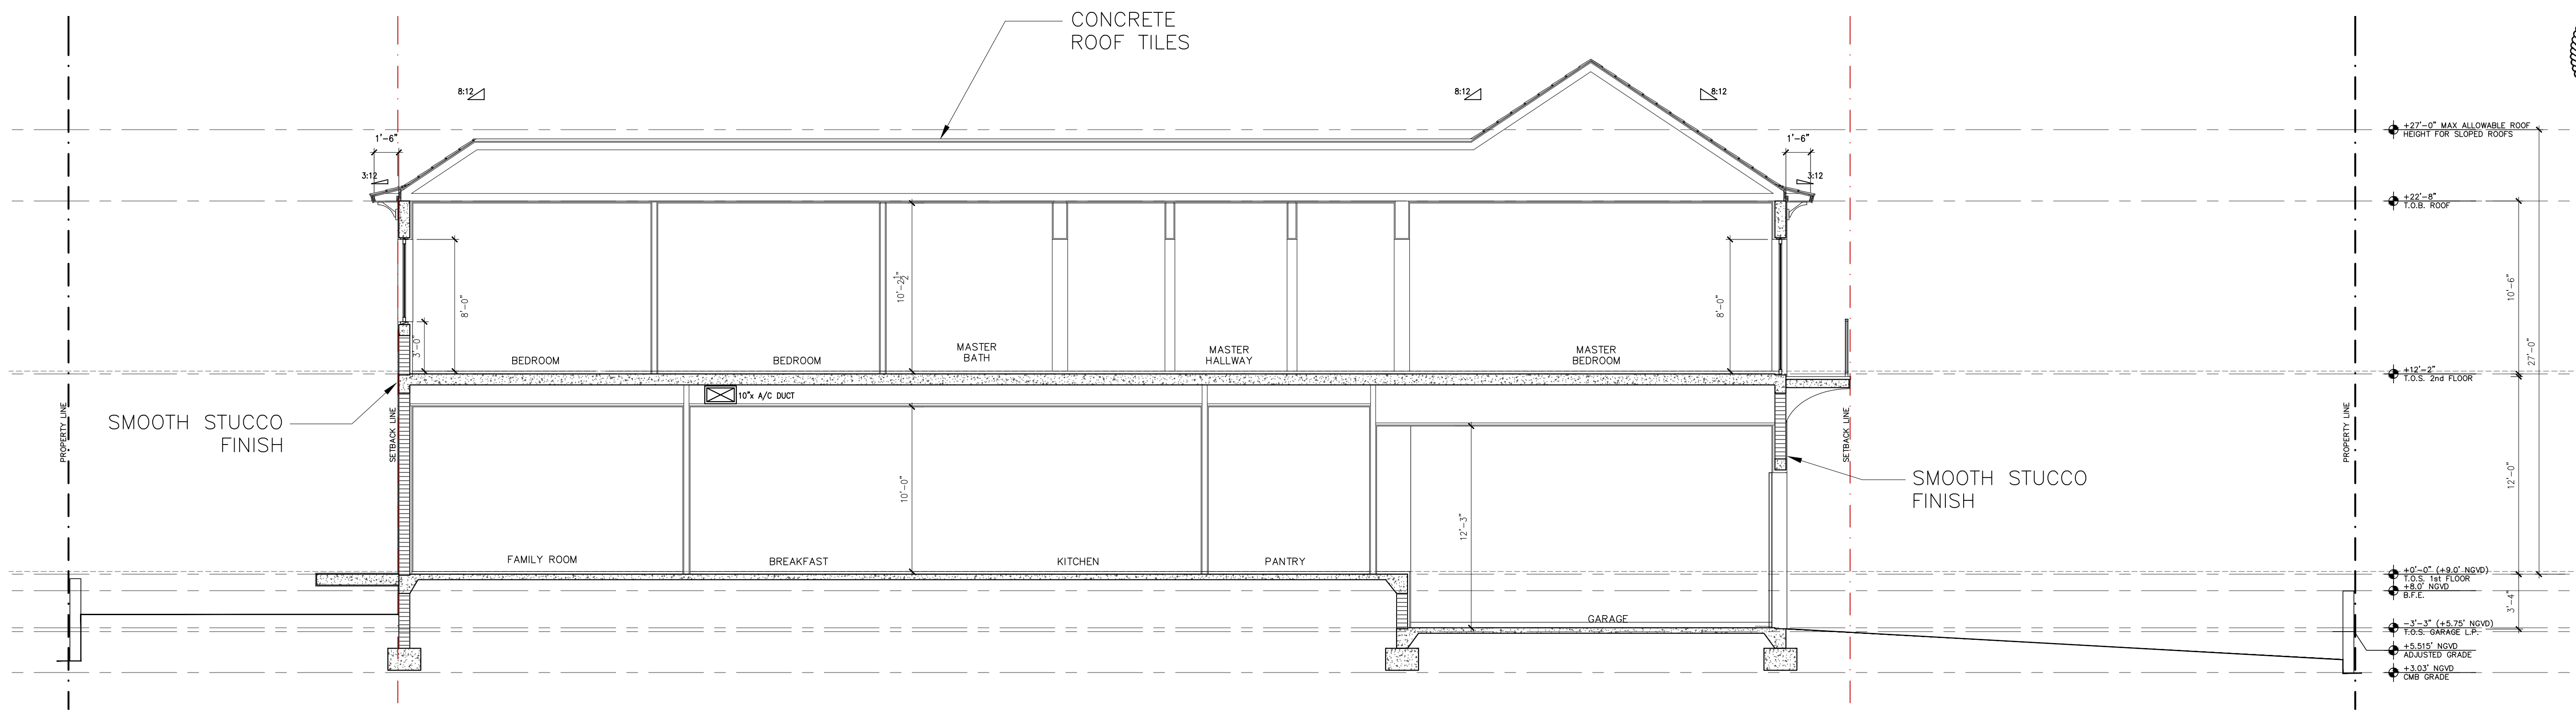 CONCRETE
ROOF TILES
8:12
8:12
8:12
1'-6"
1'-6"
3:12
3:12
+27'-0" MAX ALLOWABLE ROOF
HEIGHT FOR SLOPED ROOFS
+22'-8"
T.O.B. ROOF
8'-0"
3'-0"
10'-2½"
8'-0"
10'-6"
27'-0"
BEDROOM
BEDROOM
MASTER
BATH
MASTER
HALLWAY
MASTER
BEDROOM
+12'-2"
T.O.S. 2nd FLOOR
10"x A/C DUCT
SMOOTH STUCCO
FINISH
PROPERTY LINE
SETBACK LINE
SETBACK LINE
PROPERTY LINE
SMOOTH STUCCO
FINISH
10'-0"
12'-3"
12'-0"
FAMILY ROOM
BREAKFAST
KITCHEN
PANTRY
GARAGE
+0'-0" (+9.0' NGVD)
T.O.S. 1st FLOOR
+8.0' NGVD
B.F.E.
3'-4"
-3'-3" (+5.75' NGVD)
T.O.S. GARAGE L.P.
+5.515' NGVD
ADJUSTED GRADE
+3.03' NGVD
CMB GRADE